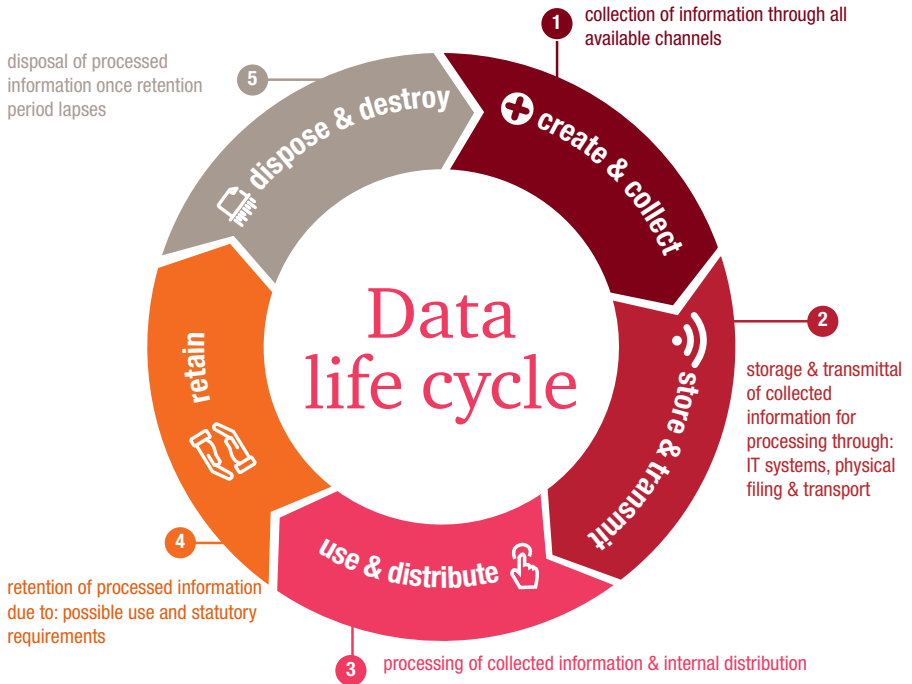 1
collection of information through all
available channels
create & collect
2
storage & transmittal
of collected
information for
processing through:
IT systems, physical
filing & transport
store & transmit
3
processing of collected information & internal distribution
use & distribute
4
retention of processed information
due to: possible use and statutory
requirements
retain
5
disposal of processed
information once retention
period lapses
dispose & destroy
Data
life cycle